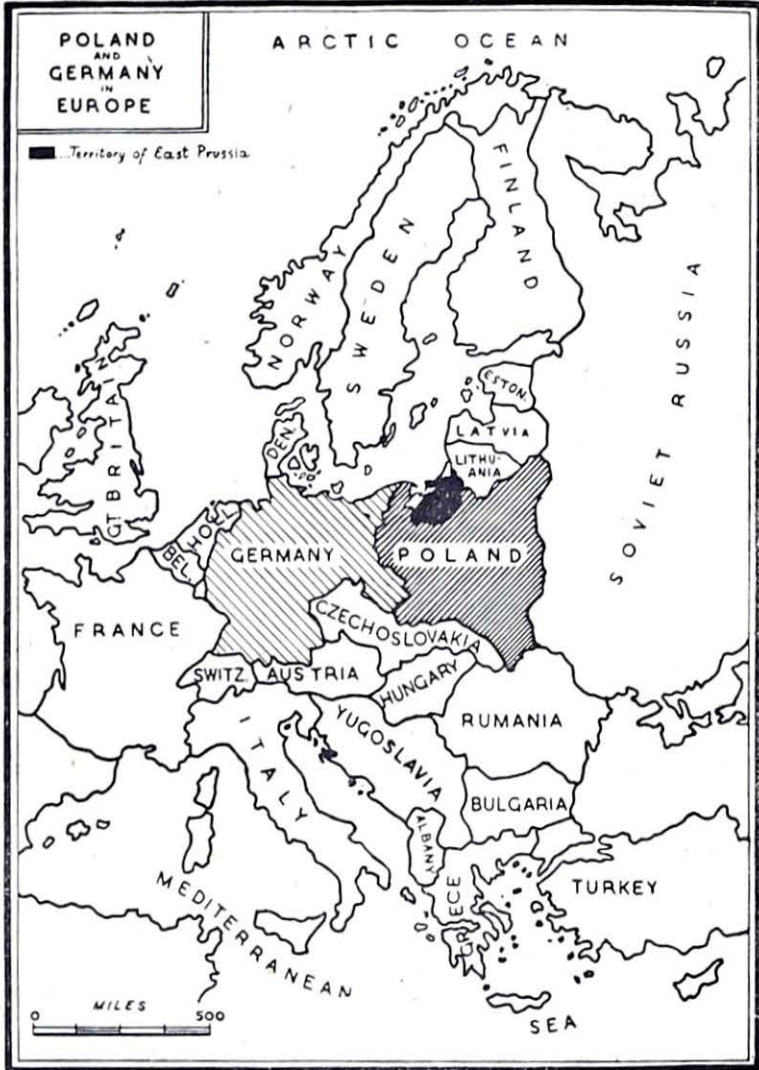 POLAND
AND
GERMANY
IN
EUROPE
ARCTIC OCEAN
...Territory of East Prussia
FINLAND
NORWAY
SWEDEN
SOVIET RUSSIA
ESTON.
LATVIA
LITHU-
ANIA
DEN.
GT BRITAIN
HOL.
BEL.
GERMANY
POLAND
CZECHOSLOVAKIA
FRANCE
SWITZ.
AUSTRIA
HUNGARY
RUMANIA
ITALY
YUGOSLAVIA
BULGARIA
ALBANY
GREECE
TURKEY
MEDITERRANEAN
SEA
MILES
0 500